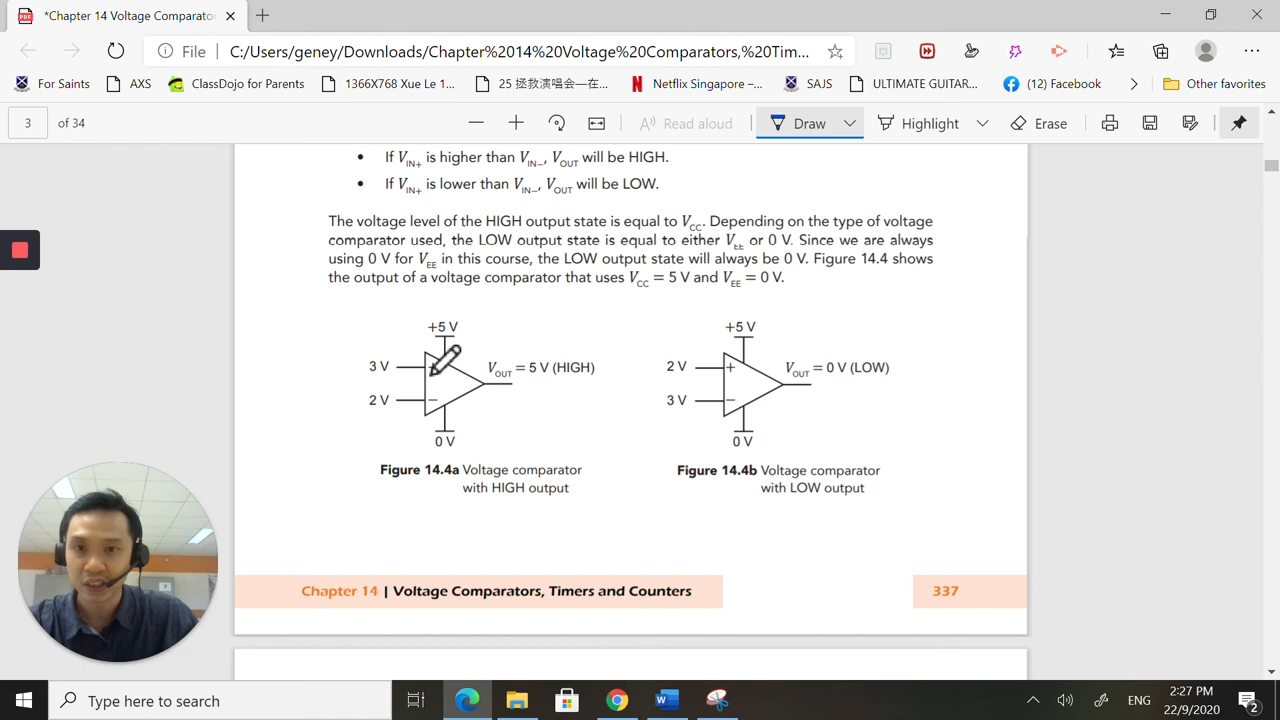 *Chapter 14 Voltage Comparator
File C:/Users/geney/Downloads/Chapter%2014%20Voltage%20Comparators,%20Tim...
For Saints AXS ClassDojo for Parents 1366X768 Xue Le 1... 25 拯救演唱会—在... Netflix Singapore –... SAJS ULTIMATE GUITAR... (12) Facebook Other favorites
3 of 34 Read aloud Draw Highlight Erase
• If VIN+ is higher than VIN−, VOUT will be HIGH.
• If VIN+ is lower than VIN−, VOUT will be LOW.
The voltage level of the HIGH output state is equal to VCC. Depending on the type of voltage
comparator used, the LOW output state is equal to either VEE or 0 V. Since we are always
using 0 V for VEE in this course, the LOW output state will always be 0 V. Figure 14.4 shows
the output of a voltage comparator that uses VCC = 5 V and VEE = 0 V.
+5 V
3 V
VOUT = 5 V (HIGH)
2 V −
0 V
Figure 14.4a Voltage comparator
with HIGH output
+5 V
2 V +
VOUT = 0 V (LOW)
3 V −
0 V
Figure 14.4b Voltage comparator
with LOW output
Chapter 14 | Voltage Comparators, Timers and Counters 337
Type here to search
ENG
2:27 PM
22/9/2020
2